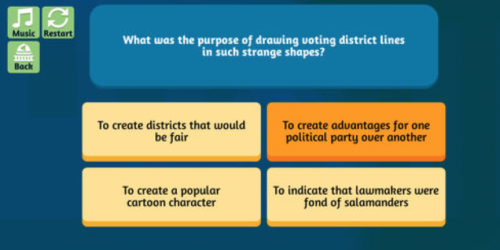 Music Restart
Back
What was the purpose of drawing voting district lines
in such strange shapes?
To create districts that would
be fair
To create advantages for one
political party over another
To create a popular
cartoon character
To indicate that lawmakers were
fond of salamanders